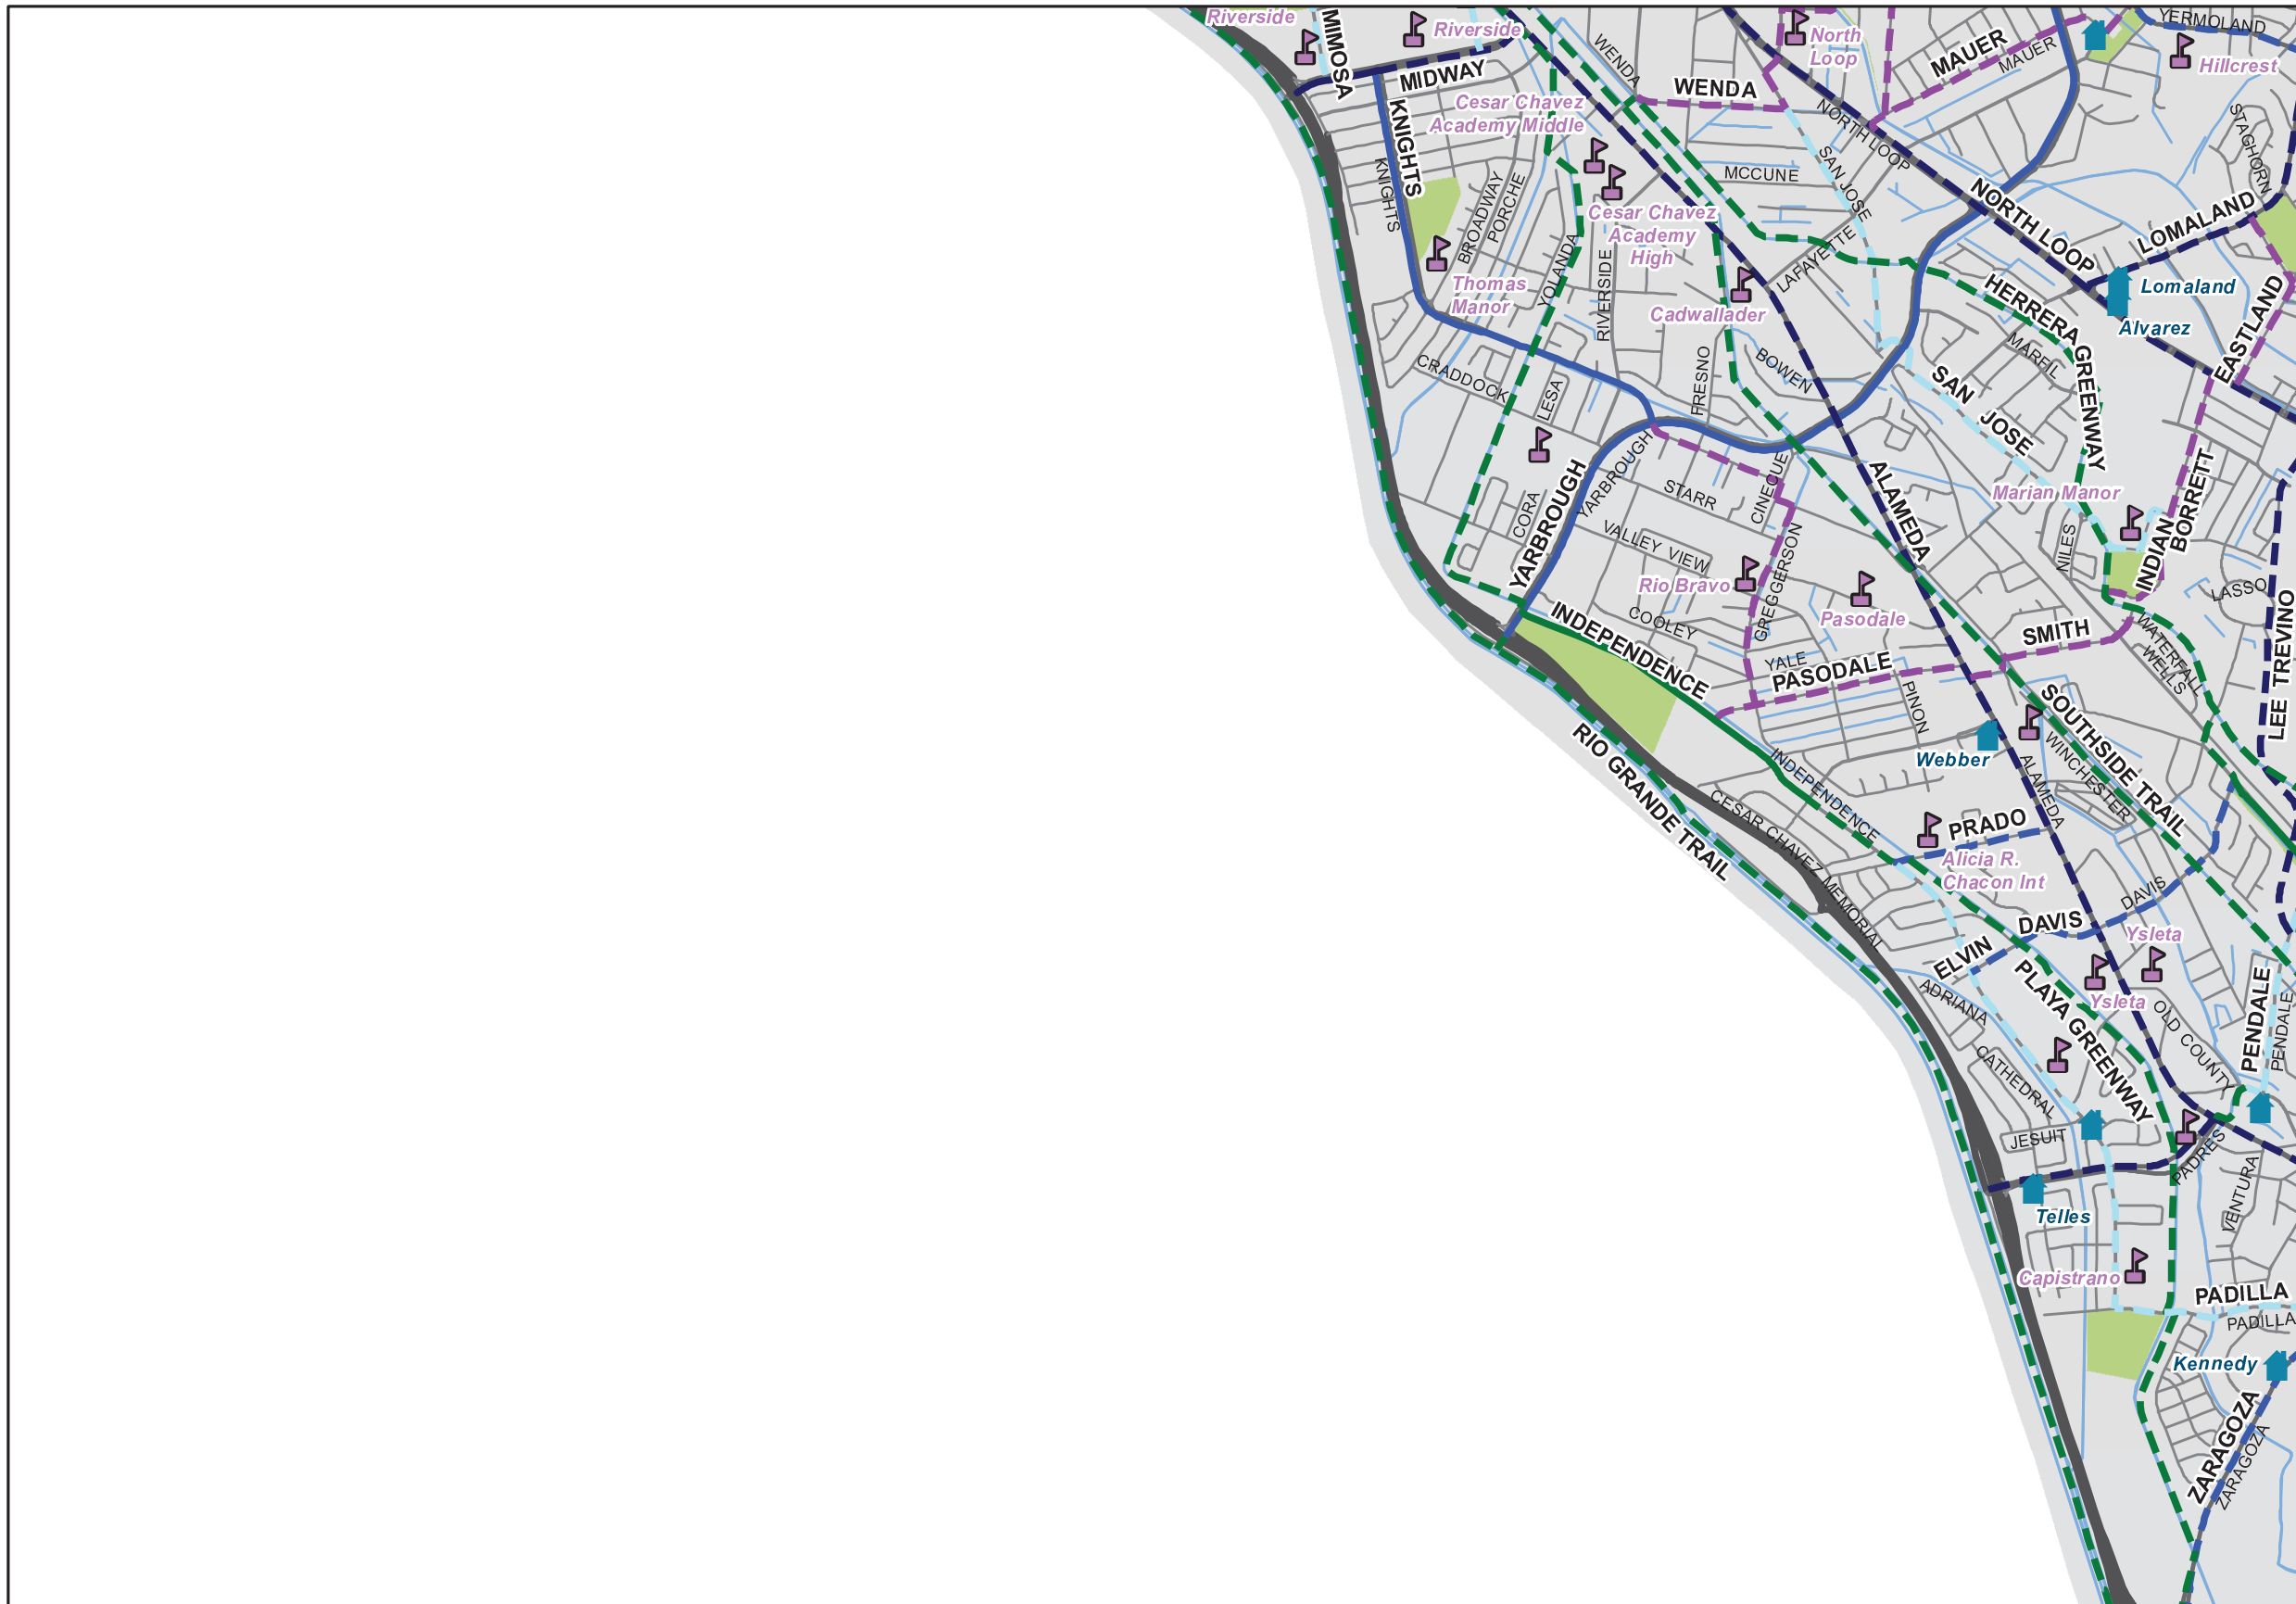 Riverside
MIMOSA
Riverside
MIDWAY
WENDA
WENDA
North
Loop
MAUER
MAUER
YERMOLAND
Hillcrest
Cesar Chavez
Academy Middle
KNIGHTS
KNIGHTS
NORTH LOOP
STAGHORN
MCCUNE
SAN JOSE
BROADWAY
PORCHE
Cesar Chavez
Academy
High
NORTH LOOP
LOMALAND
YOLANDA
RIVERSIDE
LAFAYETTE
Thomas
Manor
Cadwallader
HERRERA GREENWAY
Lomaland
Alvarez
EASTLAND
CRADDOCK
LESA
FRESNO
BOWEN
MARFIL
SAN JOSE
YARBROUGH
YARBROUGH
CORA
STARR
CINECUE
ALAMEDA
Marian Manor
BORRETT
INDIAN
NILES
VALLEY VIEW
Rio Bravo
GREGGERSON
Pasodale
LASSO
LEE TREVINO
INDEPENDENCE
COOLEY
YALE
PASODALE
SMITH
WATERFALL
WELLS
PINON
RIO GRANDE TRAIL
Webber
SOUTHSIDE TRAIL
WINCHESTER
ALAMEDA
INDEPENDENCE
CESAR CHAVEZ MEMORIAL
PRADO
Alicia R.
Chacon Int
DAVIS
DAVIS
ELVIN
Ysleta
ADRIANA
PLAYA GREENWAY
Ysleta
OLD COUNTY
PENDALE
PENDALE
CATHEDRAL
JESUIT
PADRES
VENTURA
Telles
Capistrano
PADILLA
PADILLA
Kennedy
ZARAGOZA
ZARAGOZA